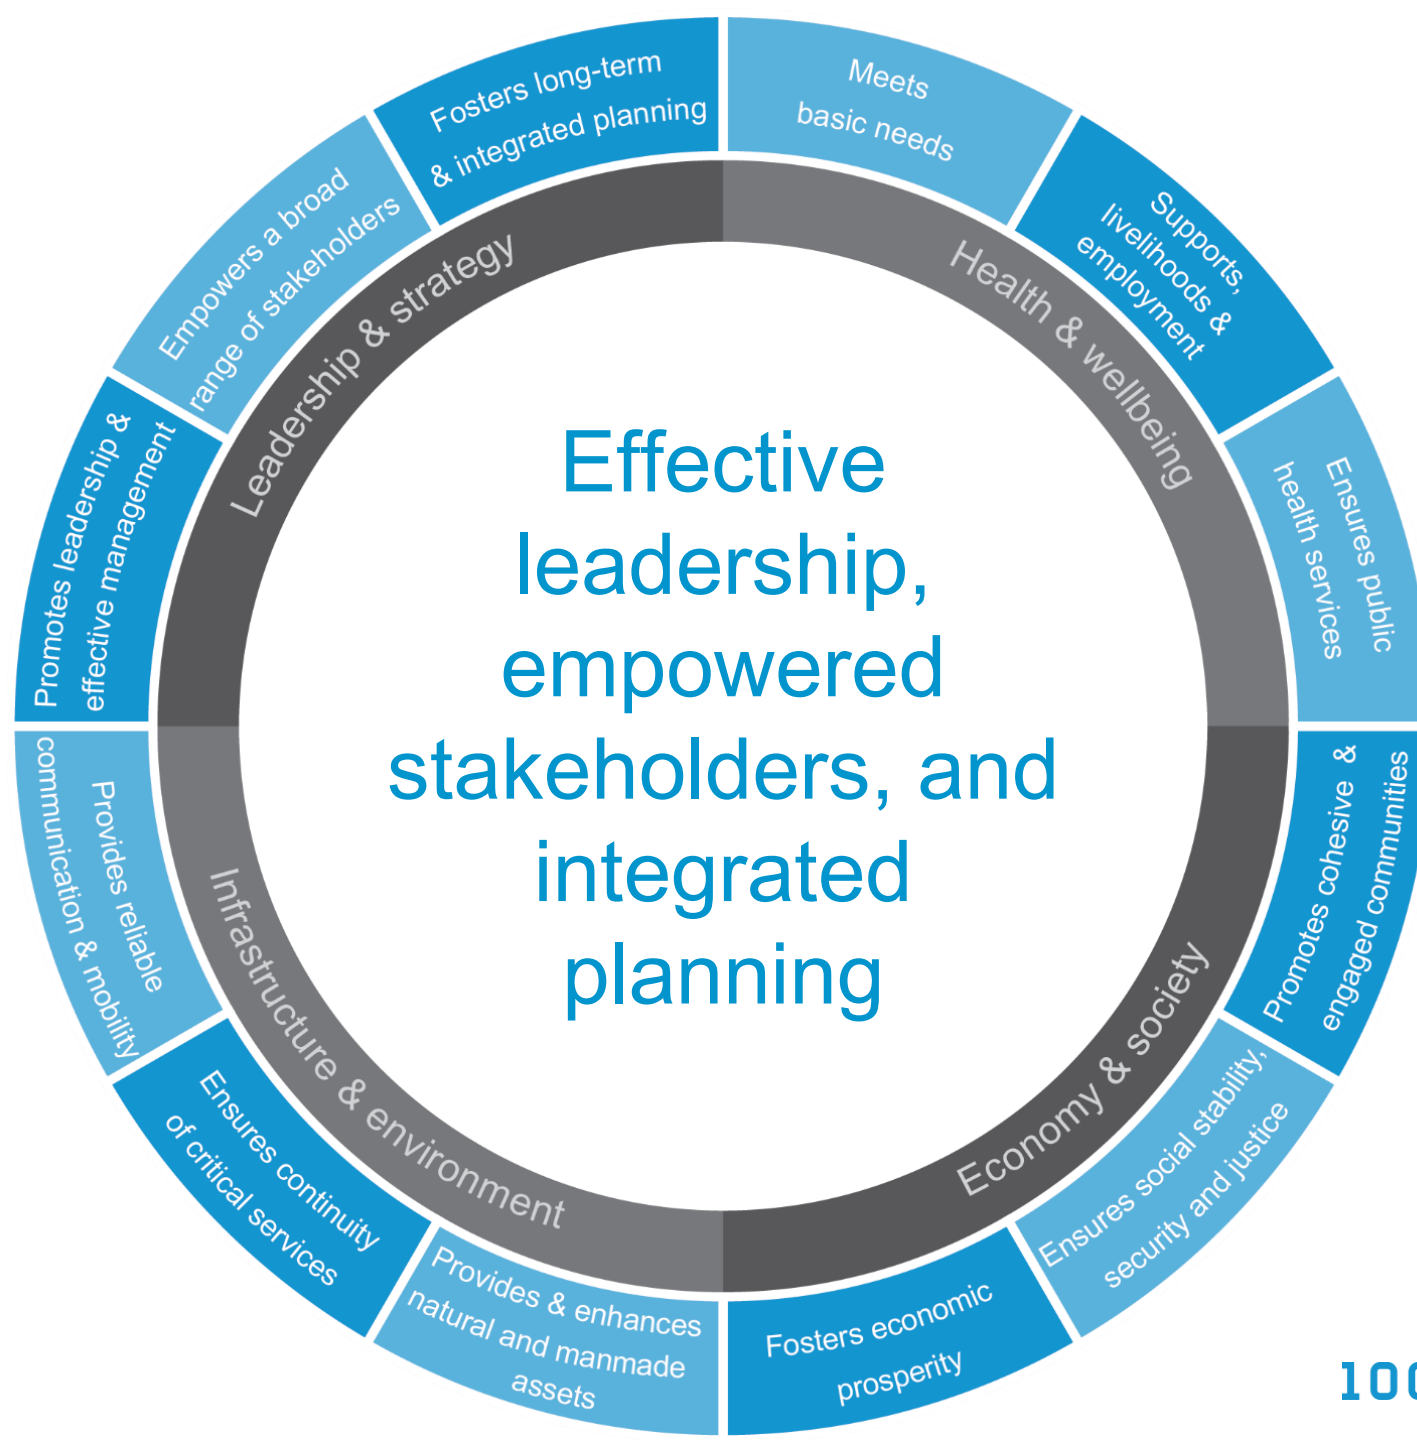 Meets
basic needs
Supports,
livelihoods &
employment
Ensures public
health services
Promotes cohesive &
engaged communities
Ensures social stability,
security and justice
Fosters economic
prosperity
Provides & enhances
natural and manmade
assets
Ensures continuity
of critical services
Provides reliable
communication & mobility
Promotes leadership &
effective management
Empowers a broad
range of stakeholders
Fosters long-term
& integrated planning
Health & wellbeing
Economy & society
Infrastructure & environment
Leadership & strategy
Effective
leadership,
empowered
stakeholders, and
integrated
planning
100